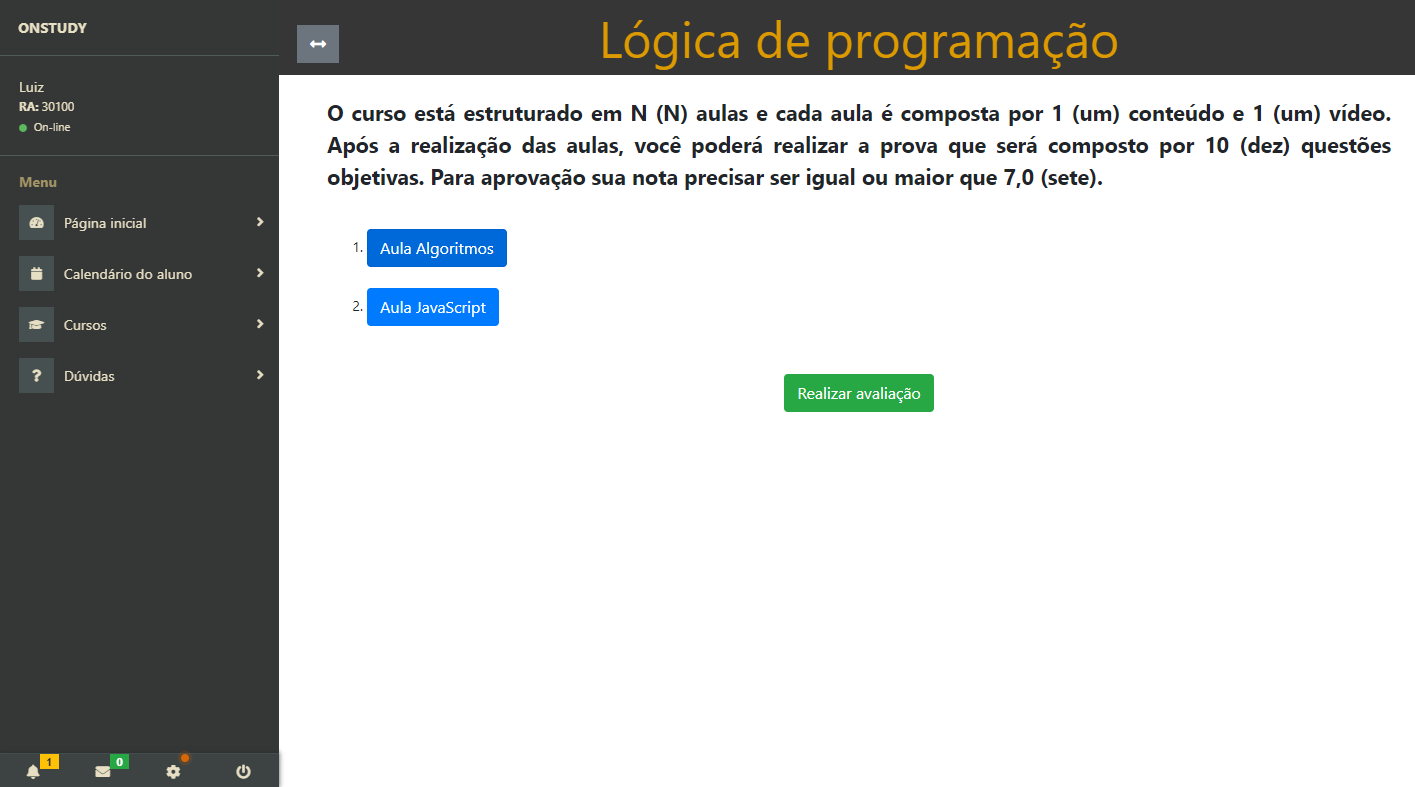 ONSTUDY
Luiz
RA: 30100
On-line
Menu
Página inicial
Calendário do aluno
Cursos
Dúvidas
1
0
Lógica de programação
O curso está estruturado em N (N) aulas e cada aula é composta por 1 (um) conteúdo e 1 (um) vídeo.
Após a realização das aulas, você poderá realizar a prova que será composto por 10 (dez) questões
objetivas. Para aprovação sua nota precisar ser igual ou maior que 7,0 (sete).
1. Aula Algoritmos
2. Aula JavaScript
Realizar avaliação